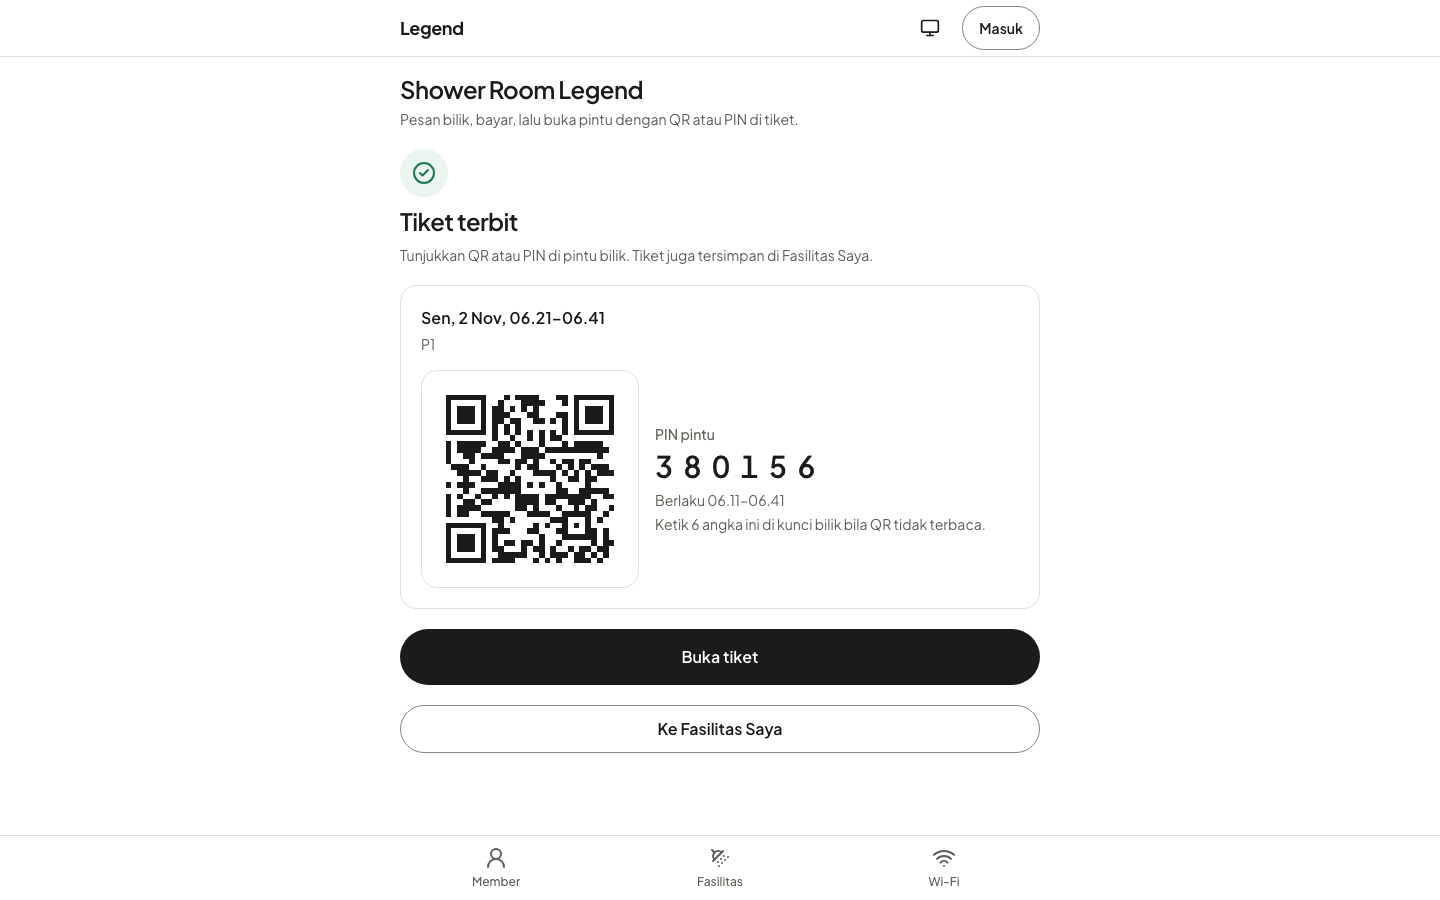 Legend
Masuk
Shower Room Legend
Pesan bilik, bayar, lalu buka pintu dengan QR atau PIN di tiket.
Tiket terbit
Tunjukkan QR atau PIN di pintu bilik. Tiket juga tersimpan di Fasilitas Saya.
Sen, 2 Nov, 06.21–06.41
P1
PIN pintu
380156
Berlaku 06.11–06.41
Ketik 6 angka ini di kunci bilik bila QR tidak terbaca.
Buka tiket
Ke Fasilitas Saya
Member
Fasilitas
Wi-Fi